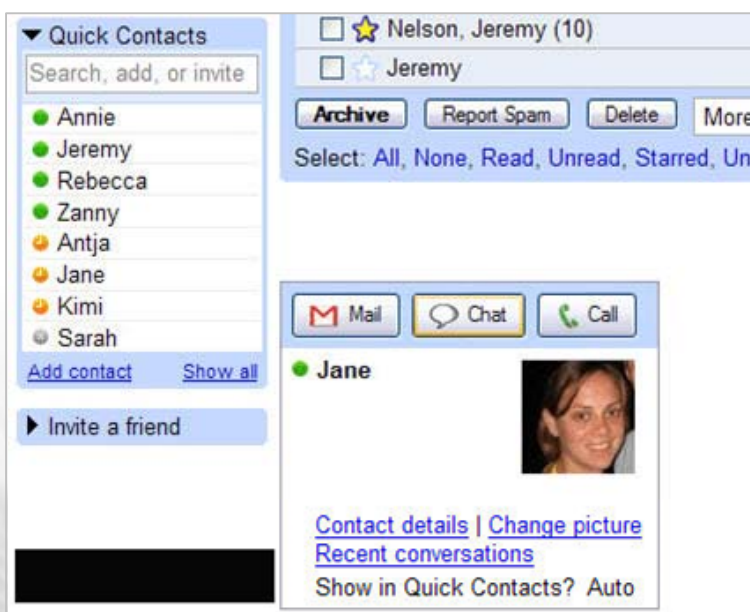 Quick Contacts
Search, add, or invite
Annie
Jeremy
Rebecca
Zanny
Antja
Jane
Kimi
Sarah
Add contact Show all
Invite a friend
Nelson, Jeremy (10)
Jeremy
Archive Report Spam Delete More
Select: All, None, Read, Unread, Starred, Un
Mail Chat Call
Jane
Contact details | Change picture
Recent conversations
Show in Quick Contacts? Auto